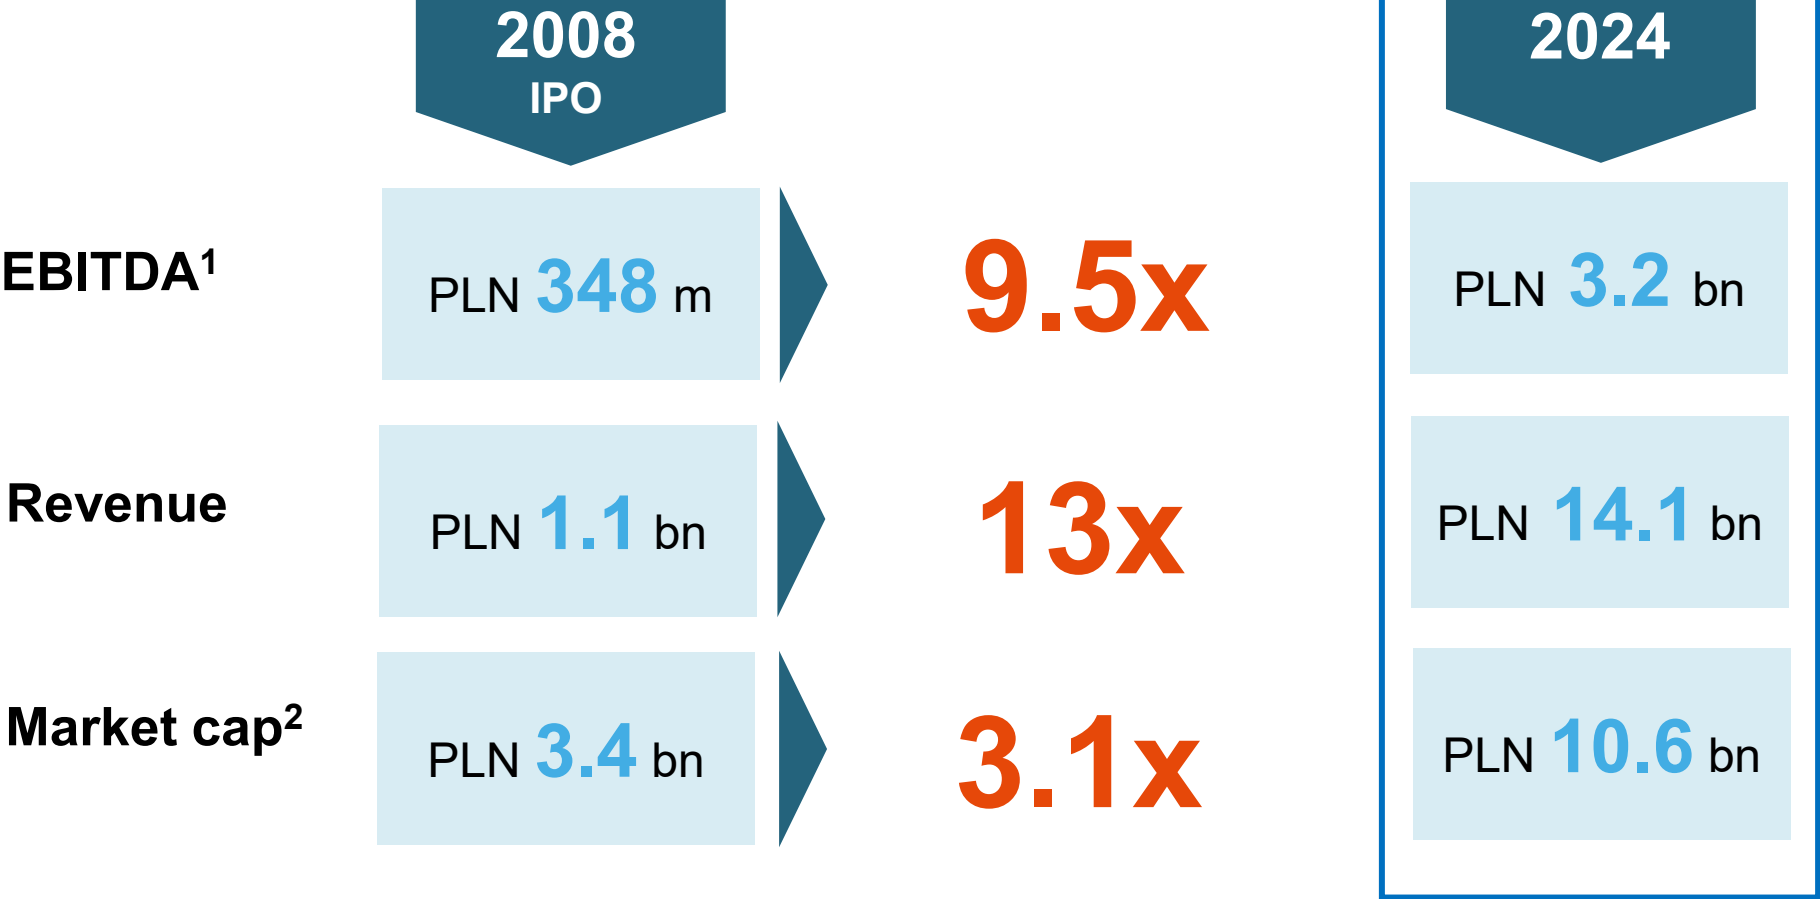 2008
IPO
2024
EBITDA¹
PLN 348 m
9.5x
PLN 3.2 bn
Revenue
PLN 1.1 bn
13x
PLN 14.1 bn
Market cap²
PLN 3.4 bn
3.1x
PLN 10.6 bn